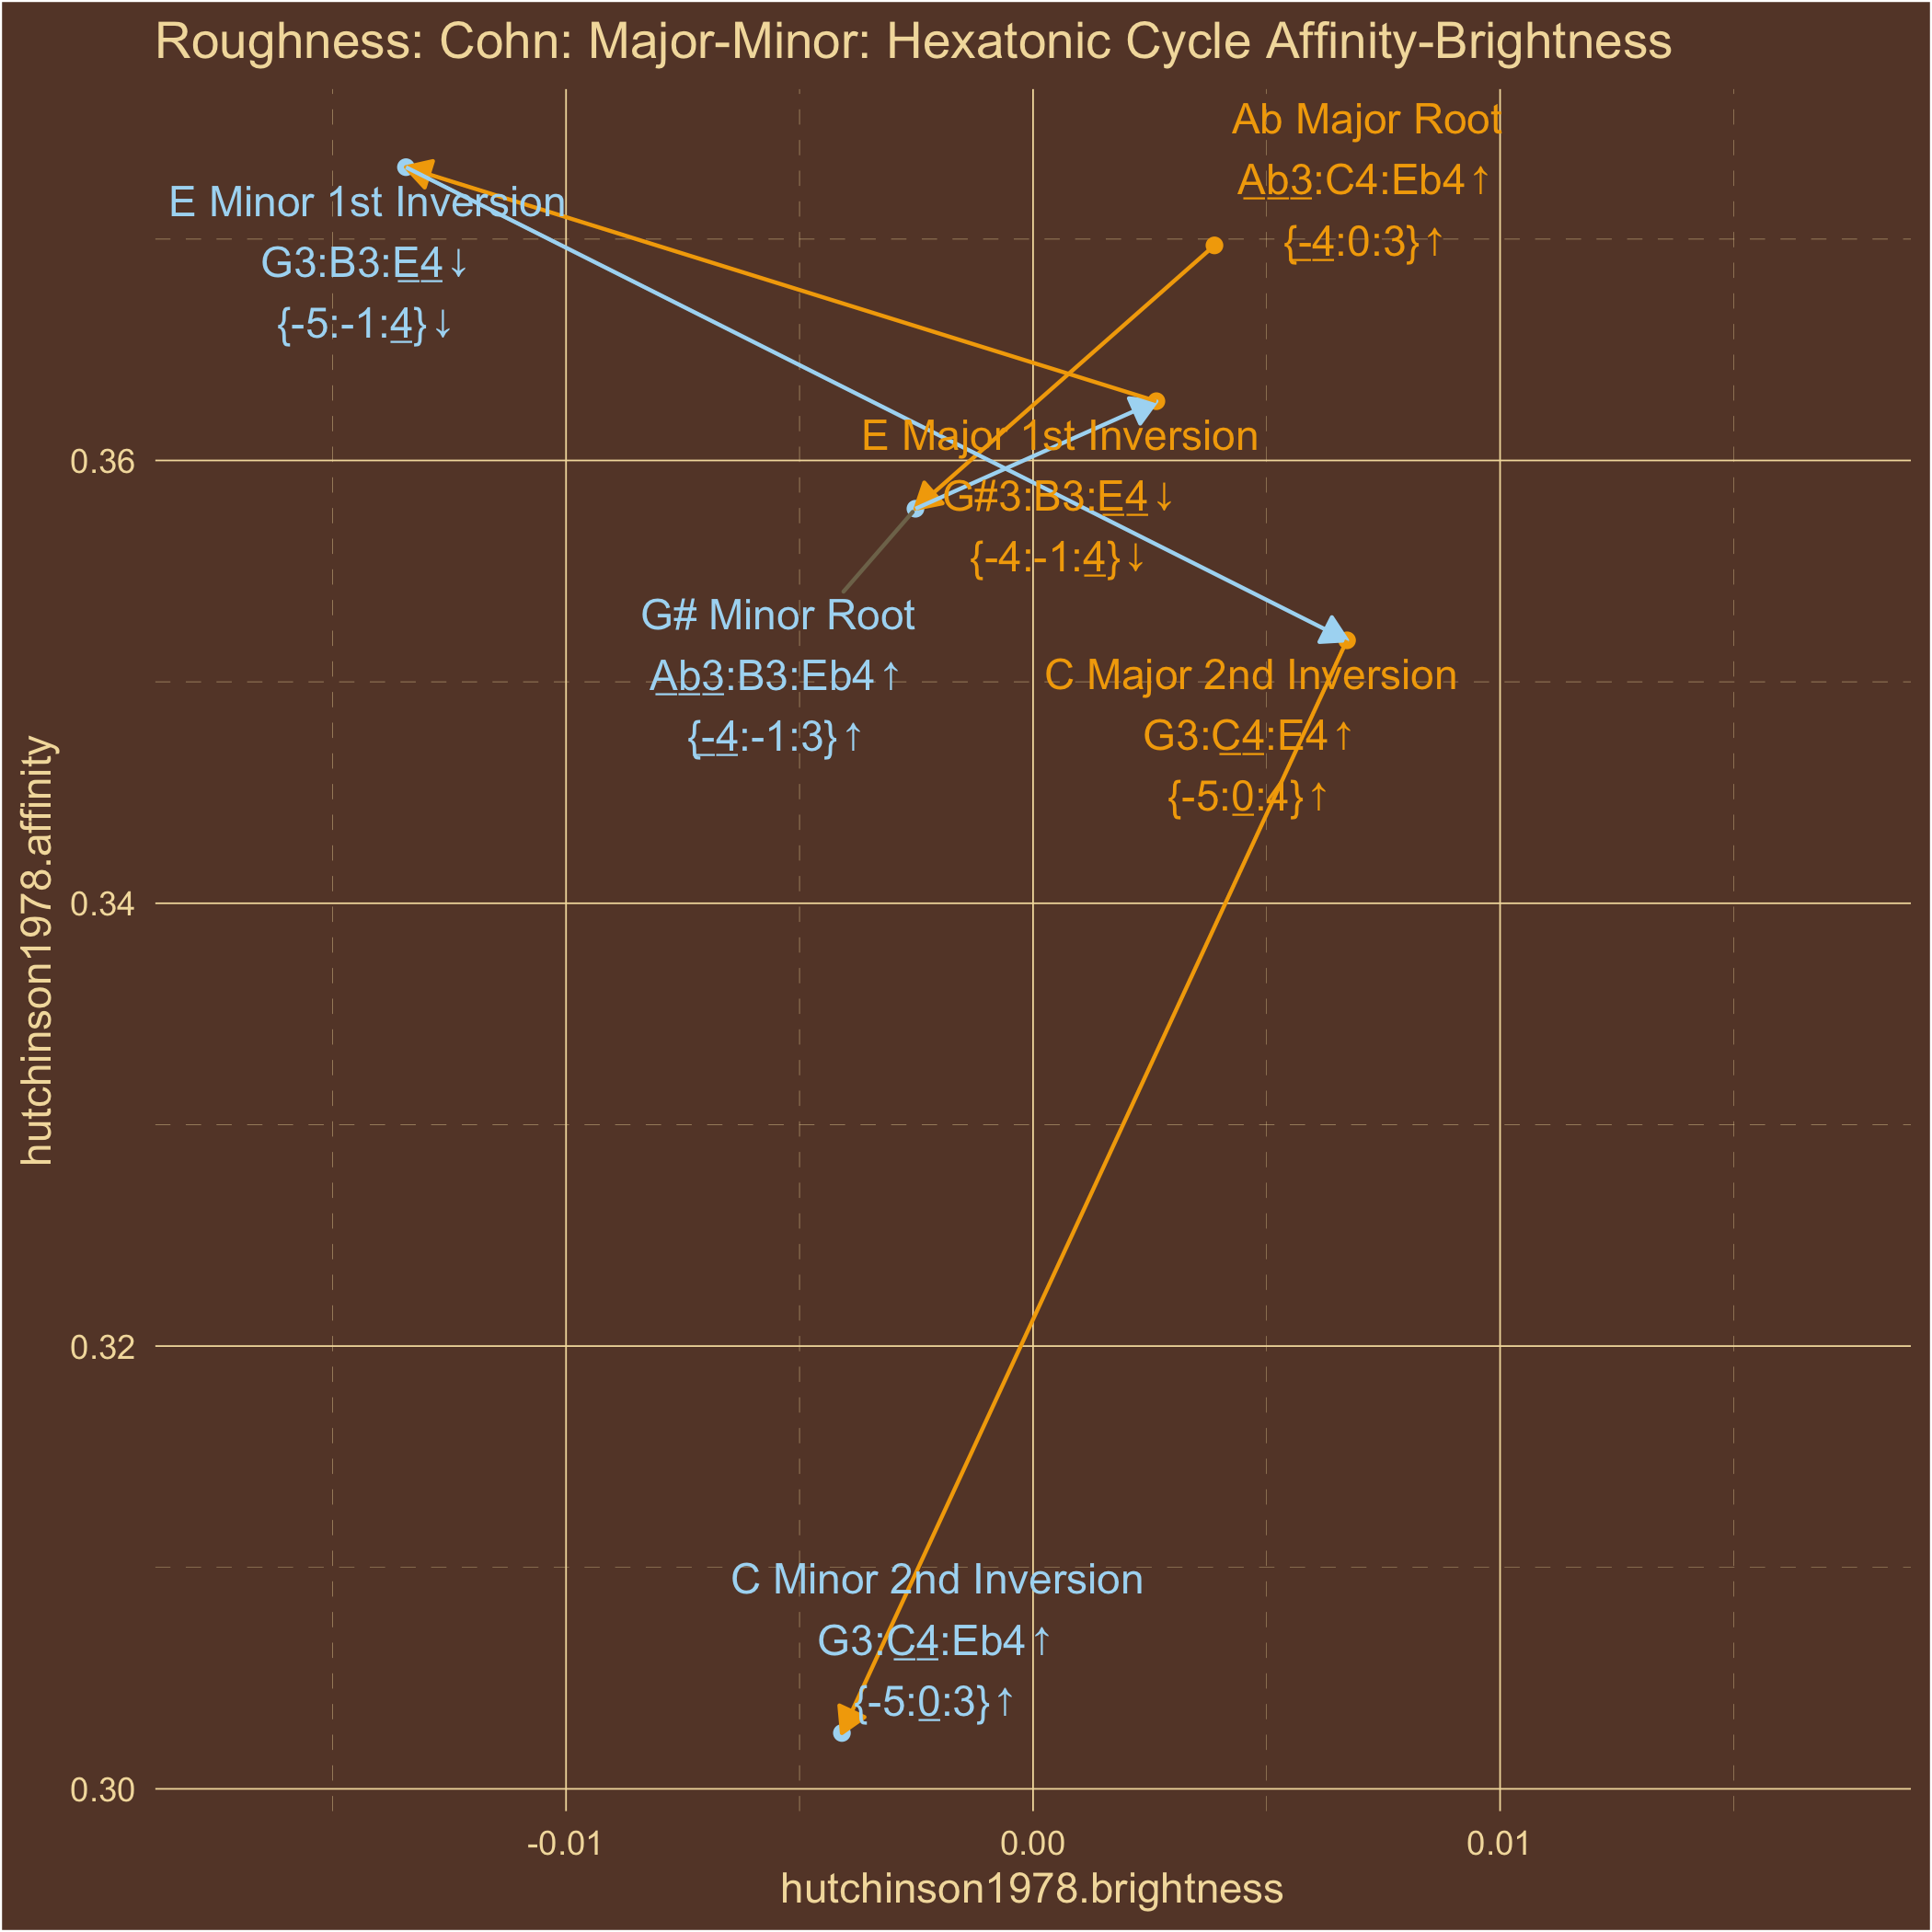 Roughness: Cohn: Major-Minor: Hexatonic Cycle Affinity-Brightness
Ab Major Root
Ab3:C4:Eb4↑
{-4:0:3}↑
E Minor 1st Inversion
G3:B3:E4↓
{-5:-1:4}↓
E Major 1st Inversion
G#3:B3:E4↓
{-4:-1:4}↓
G# Minor Root
Ab3:B3:Eb4↑
{-4:-1:3}↑
C Major 2nd Inversion
G3:C4:E4↑
{-5:0:4}↑
C Minor 2nd Inversion
G3:C4:Eb4↑
{-5:0:3}↑
hutchinson1978.affinity
0.36
0.34
0.32
0.30
-0.01
0.00
0.01
hutchinson1978.brightness